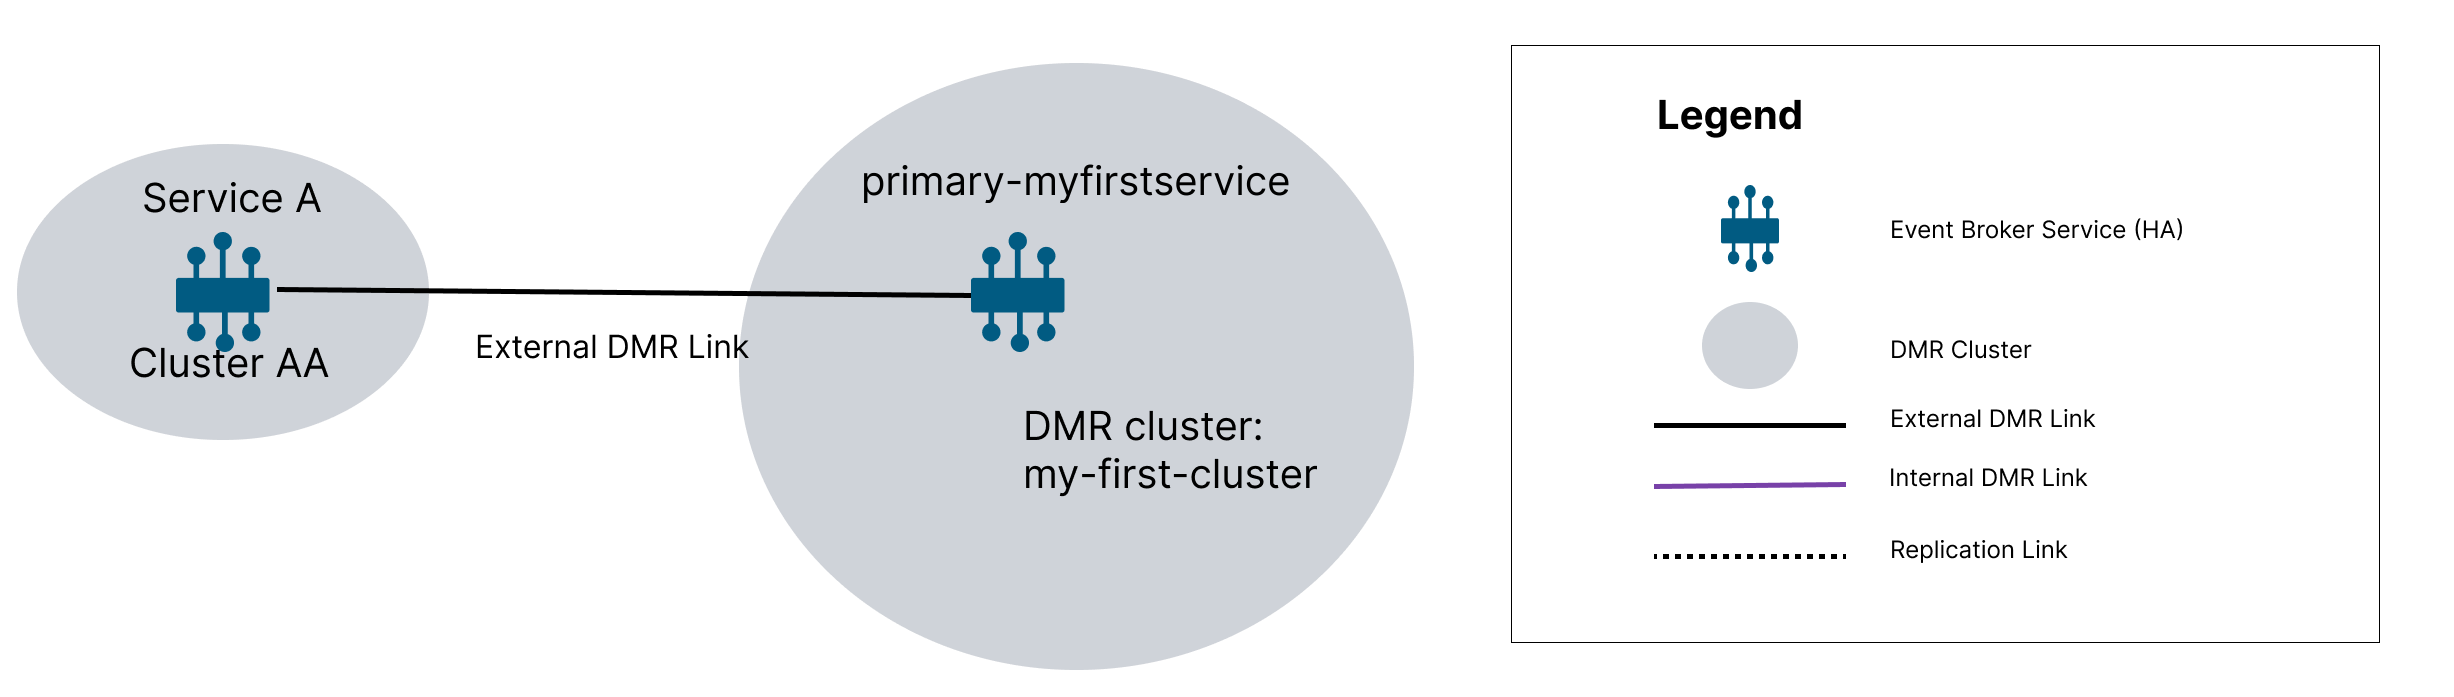 Service A
Cluster AA
External DMR Link
primary-myfirstservice
DMR cluster:
my-first-cluster
Legend
Event Broker Service (HA)
DMR Cluster
External DMR Link
Internal DMR Link
Replication Link